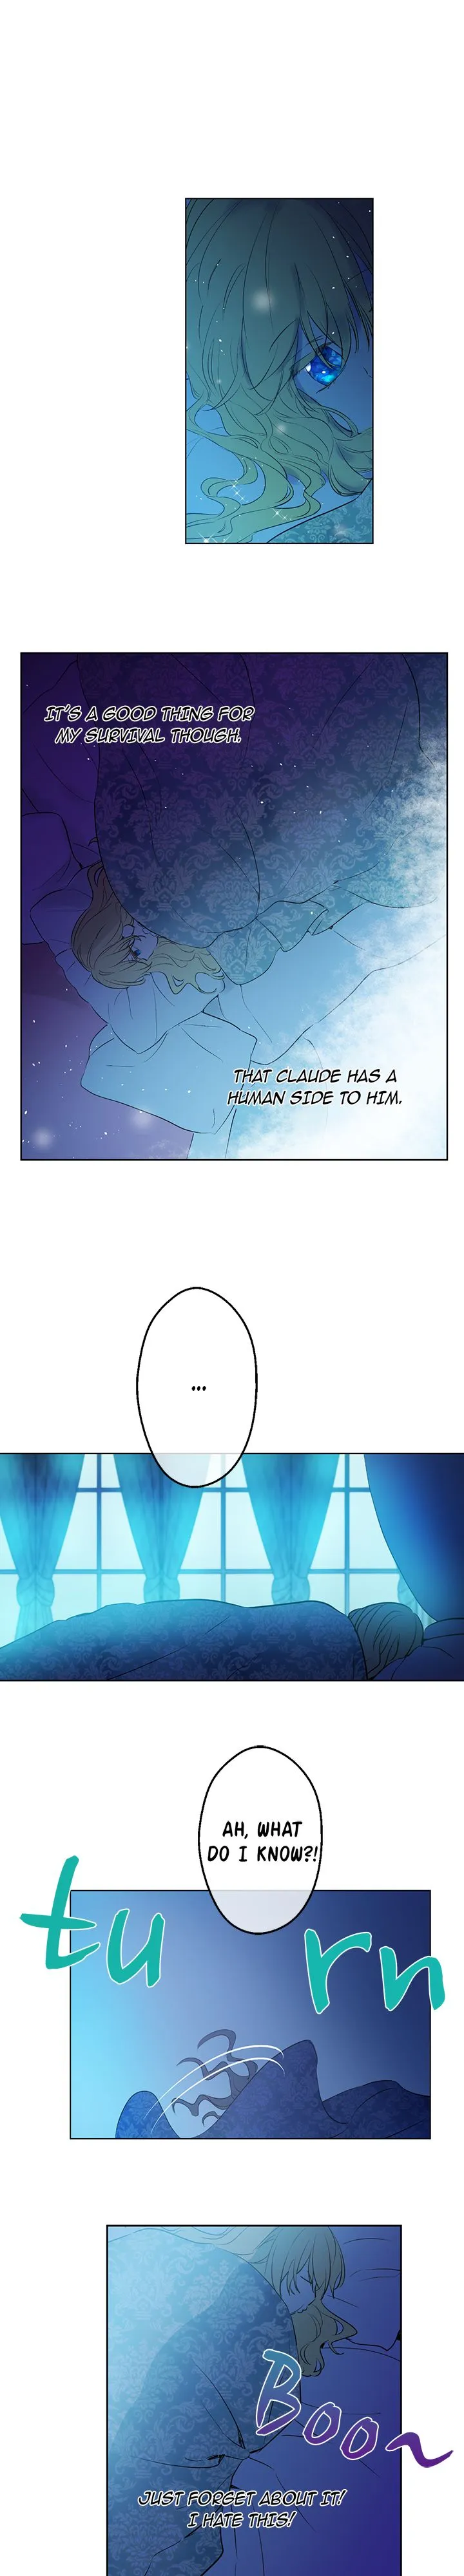 IT'S A GOOD THING FOR
MY SURVIVAL THOUGH.
THAT CLAUDE HAS A
HUMAN SIDE TO HIM.
...
AH, WHAT
DO I KNOW?!
tu rn
Boo~
JUST FORGET ABOUT IT!
I HATE THIS!